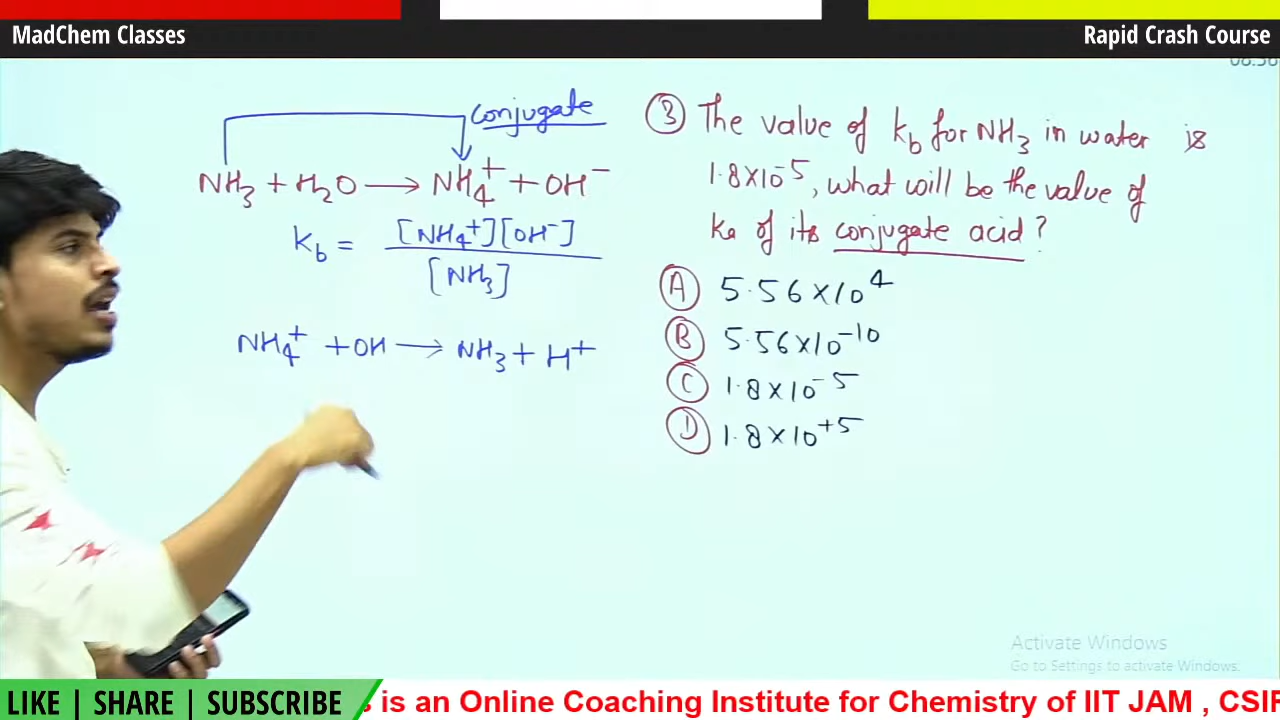 MadChem Classes
Rapid Crash Course
conjugate
NH₃ + H₂O ⟶ NH₄⁺ + OH⁻
K_b = [NH₄⁺][OH⁻] / [NH₃]
NH₄⁺ + OH ⟶ NH₃ + H⁺
③ The value of k_b for NH₃ in water is
1.8×10⁻⁵, what will be the value of
ka of its conjugate acid?
Ⓐ 5.56×10⁴
Ⓑ 5.56×10⁻¹⁰
Ⓒ 1.8×10⁻⁵
Ⓓ 1.8×10⁺⁵
Activate Windows
Go to Settings to activate Windows.
LIKE | SHARE | SUBSCRIBE
is an Online Coaching Institute for Chemistry of IIT JAM , CSIF